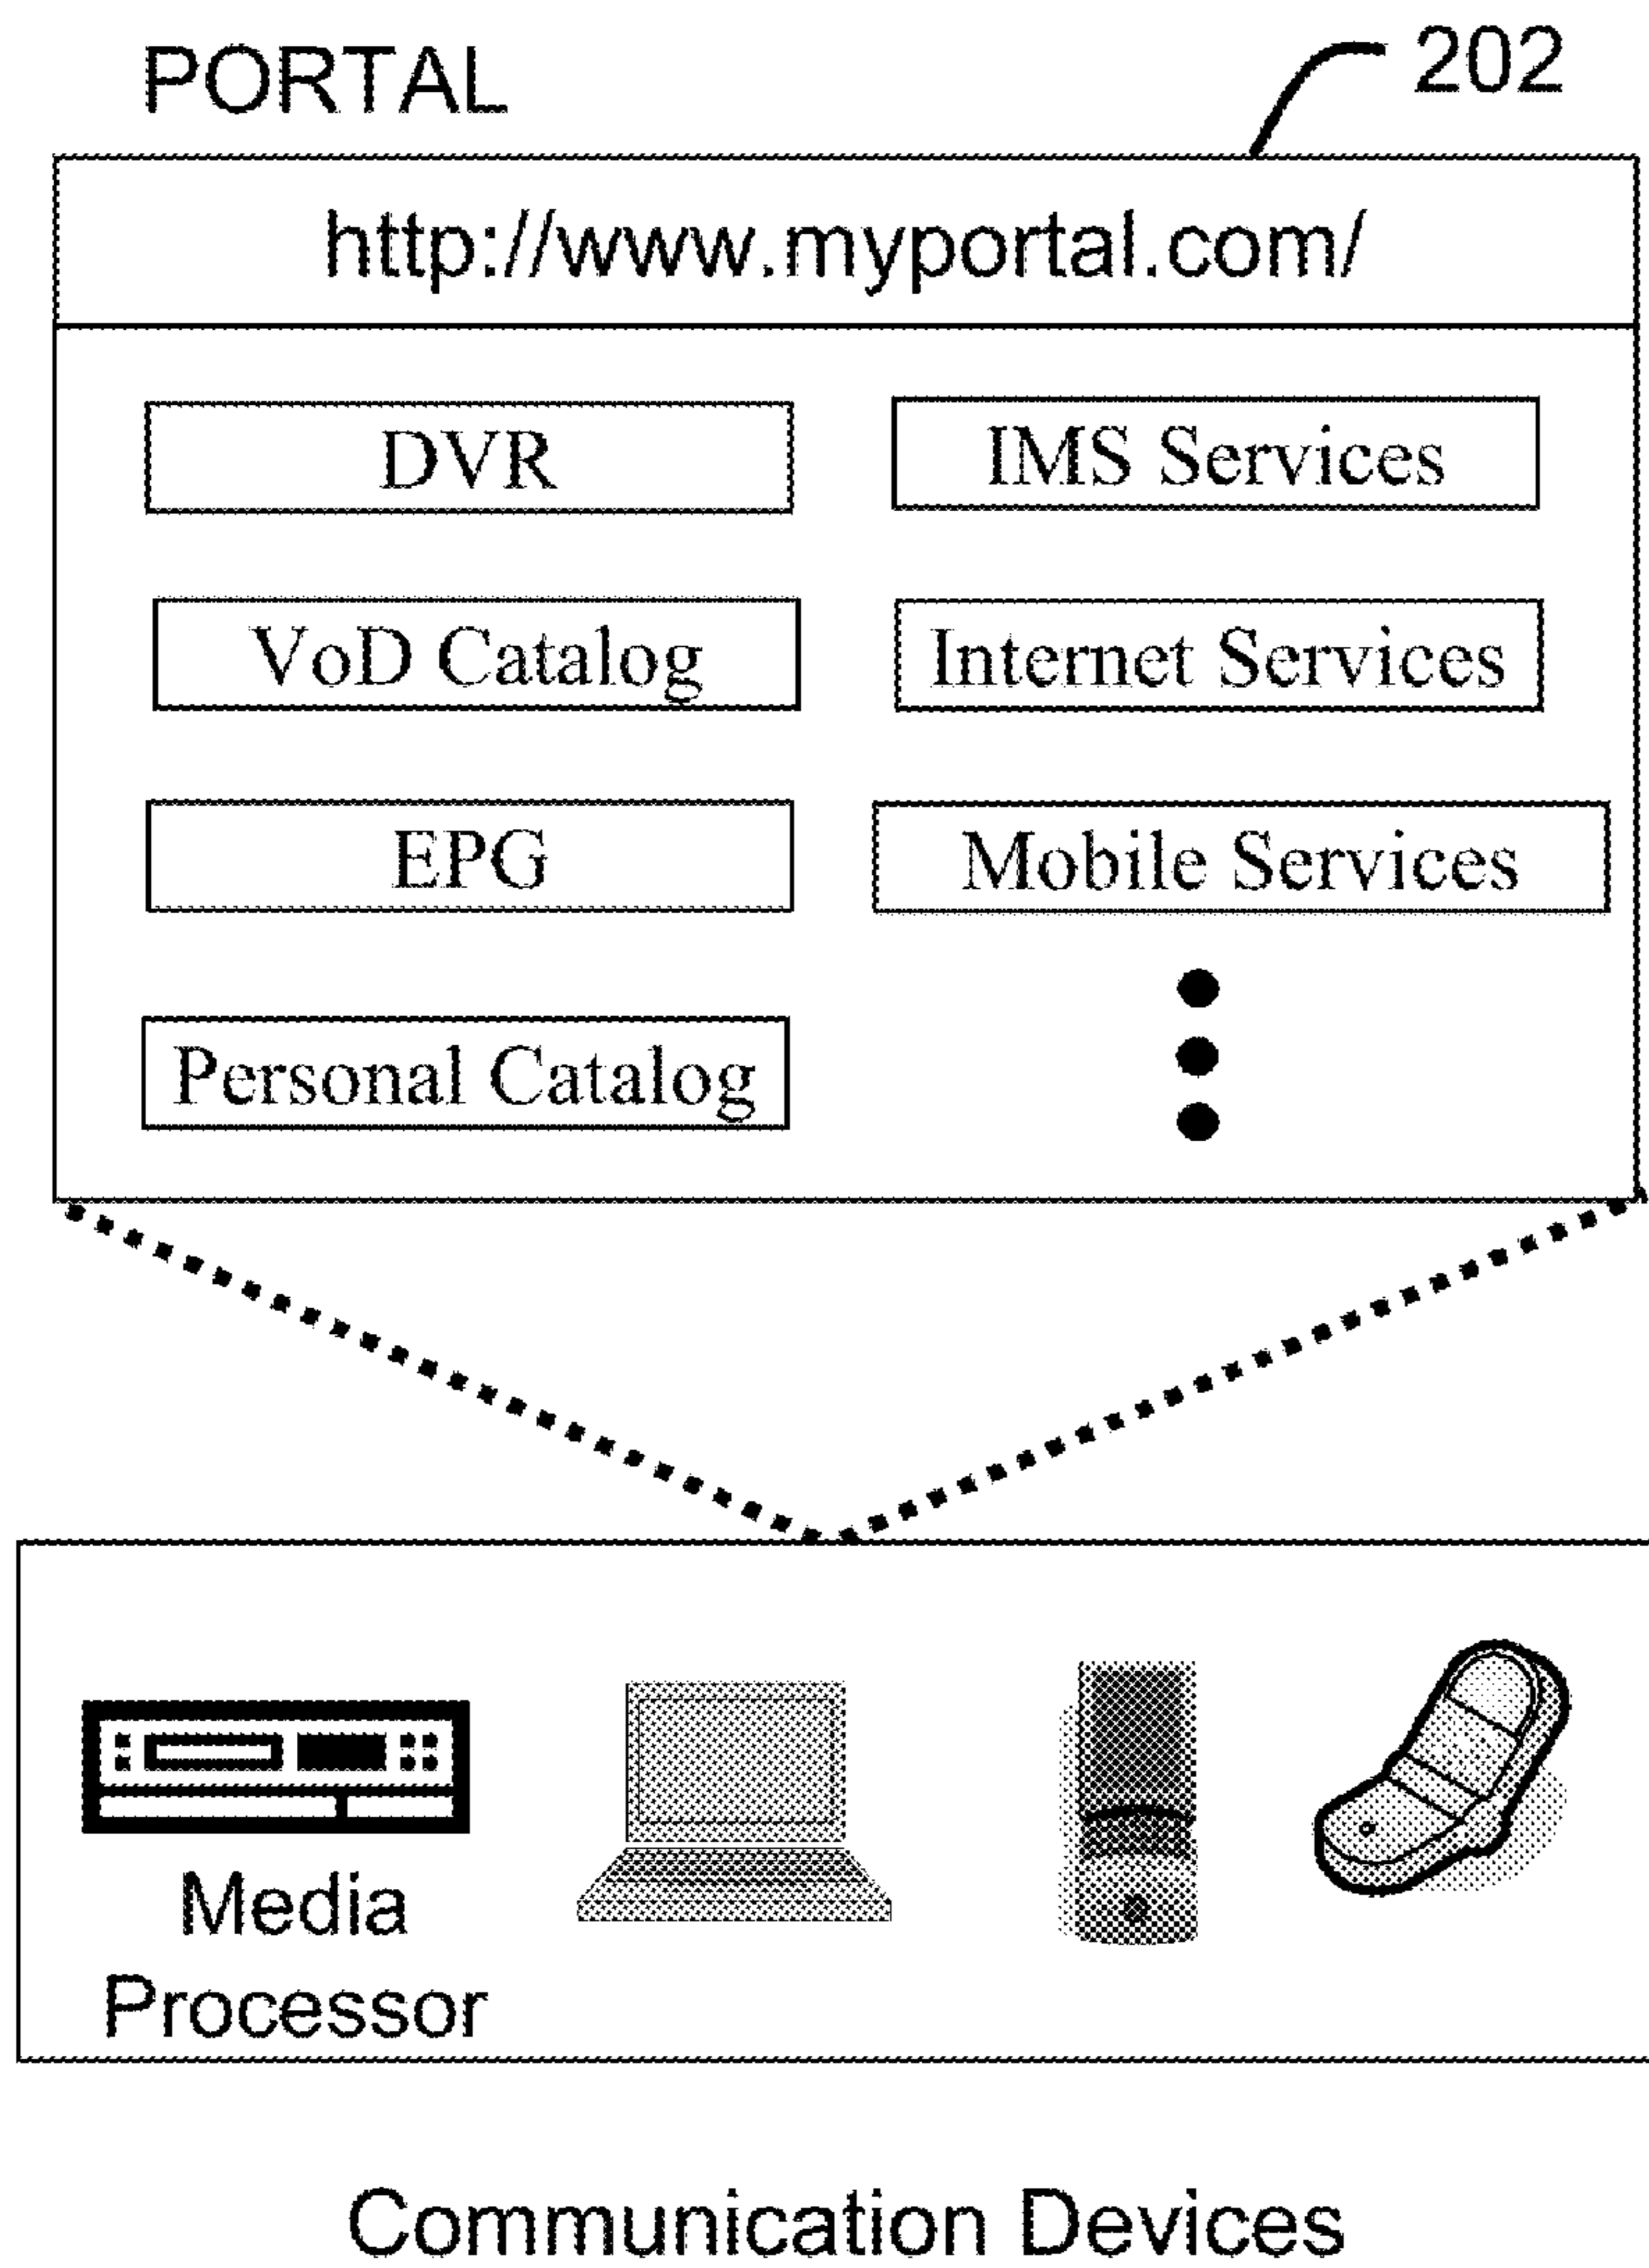 PORTAL
202
http://www.myportal.com/
DVR
IMS Services
VoD Catalog
Internet Services
EPG
Mobile Services
Personal Catalog
Media
Processor
Communication Devices